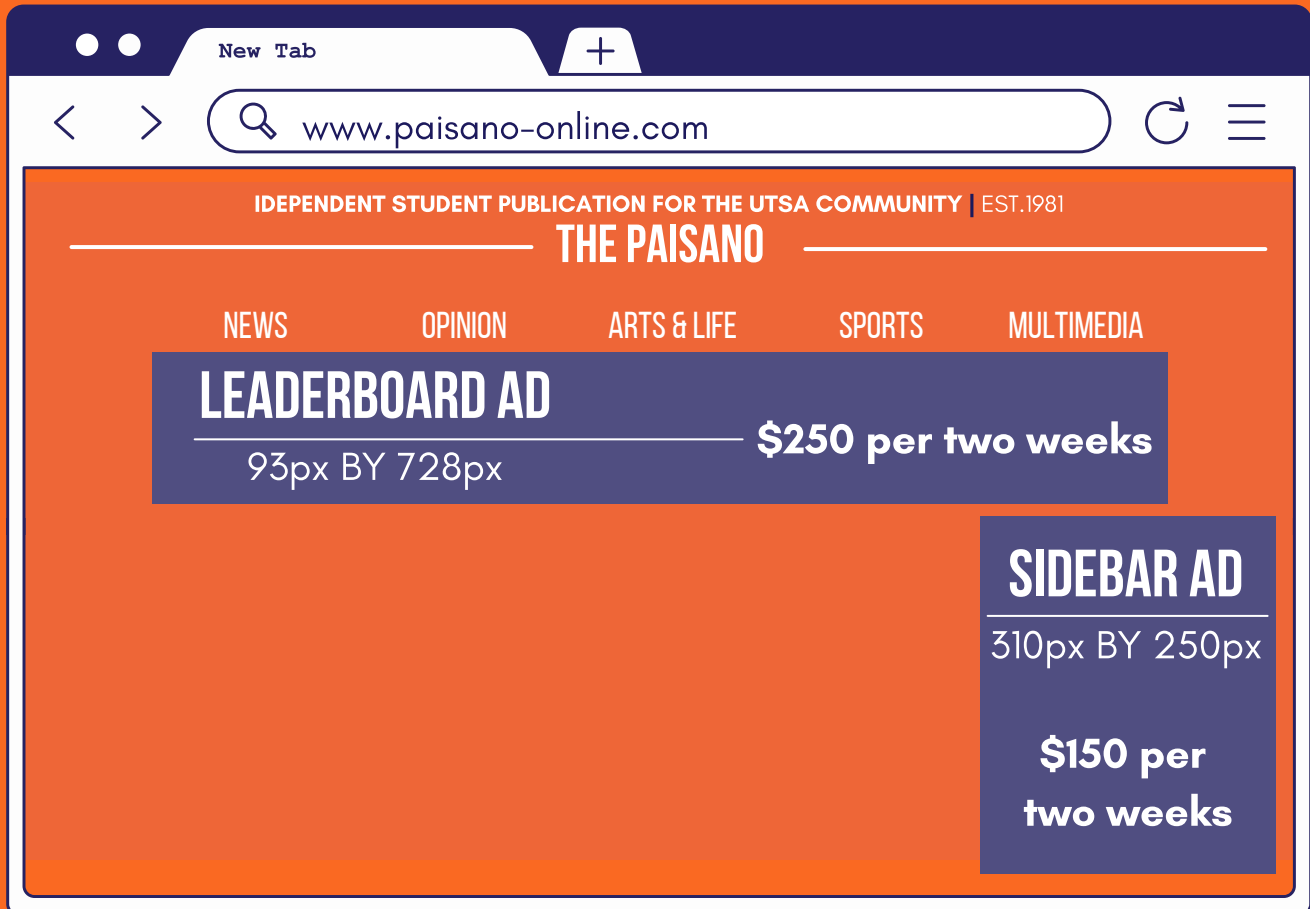 New Tab
www.paisano-online.com
IDEPENDENT STUDENT PUBLICATION FOR THE UTSA COMMUNITY | EST.1981
THE PAISANO
NEWS OPINION ARTS & LIFE SPORTS MULTIMEDIA
LEADERBOARD AD
93px BY 728px
$250 per two weeks
SIDEBAR AD
310px BY 250px
$150 per
two weeks